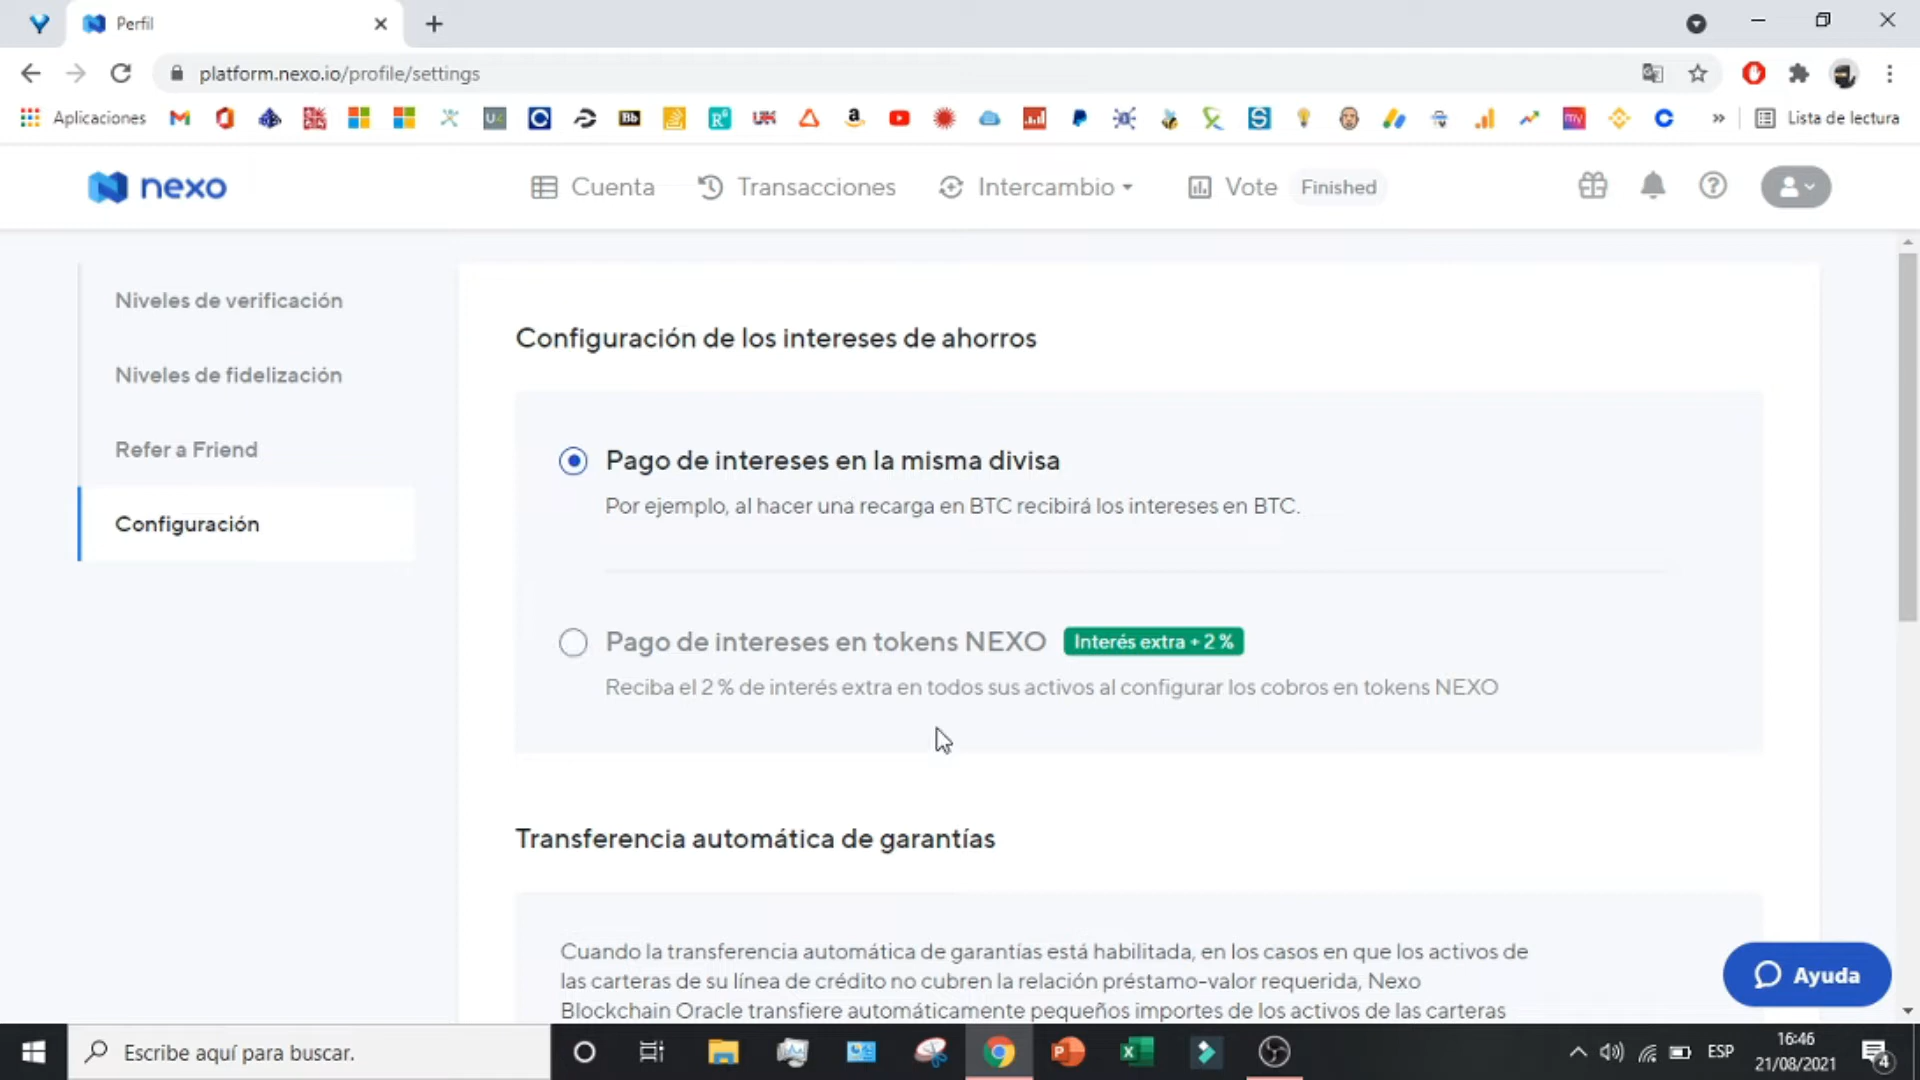 Perfil
platform.nexo.io/profile/settings
Aplicaciones
Bb
my
Lista de lectura
nexo
Cuenta
Transacciones
Intercambio
Vote
Finished
Niveles de verificación
Niveles de fidelización
Refer a Friend
Configuración
Configuración de los intereses de ahorros
Pago de intereses en la misma divisa
Por ejemplo, al hacer una recarga en BTC recibirá los intereses en BTC.
Pago de intereses en tokens NEXO
Interés extra + 2 %
Reciba el 2 % de interés extra en todos sus activos al configurar los cobros en tokens NEXO
Transferencia automática de garantías
Cuando la transferencia automática de garantías está habilitada, en los casos en que los activos de
las carteras de su línea de crédito no cubren la relación préstamo-valor requerida, Nexo
Blockchain Oracle transfiere automáticamente pequeños importes de los activos de las carteras
Ayuda
Escribe aquí para buscar.
ESP
16:46
21/08/2021
4